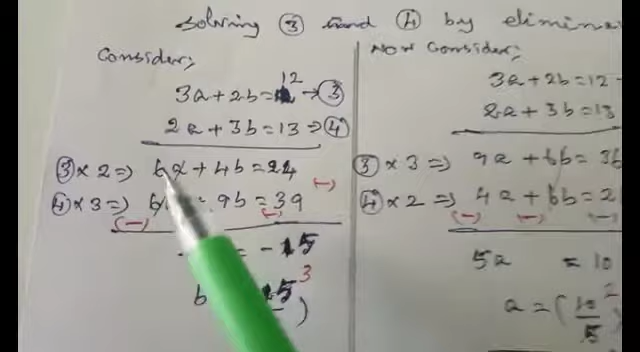 Solving ③ and ④ by
Consider;
3a + 2b = 12 → ③
2a + 3b = 13 → ④
③ × 2 ⇒ 6a + 4b = 24
④ × 3 ⇒ 9b = 39
(−) (−) (−)
= -15
b 15 3
Now Consider;
3a + 2b = 12
2a + 3b = 13
③ × 3 ⇒ 9a + 6b = 36
④ × 2 ⇒ 4a + 6b = 2
(−) (−) (−)
5a = 10
a = (10/5) 2